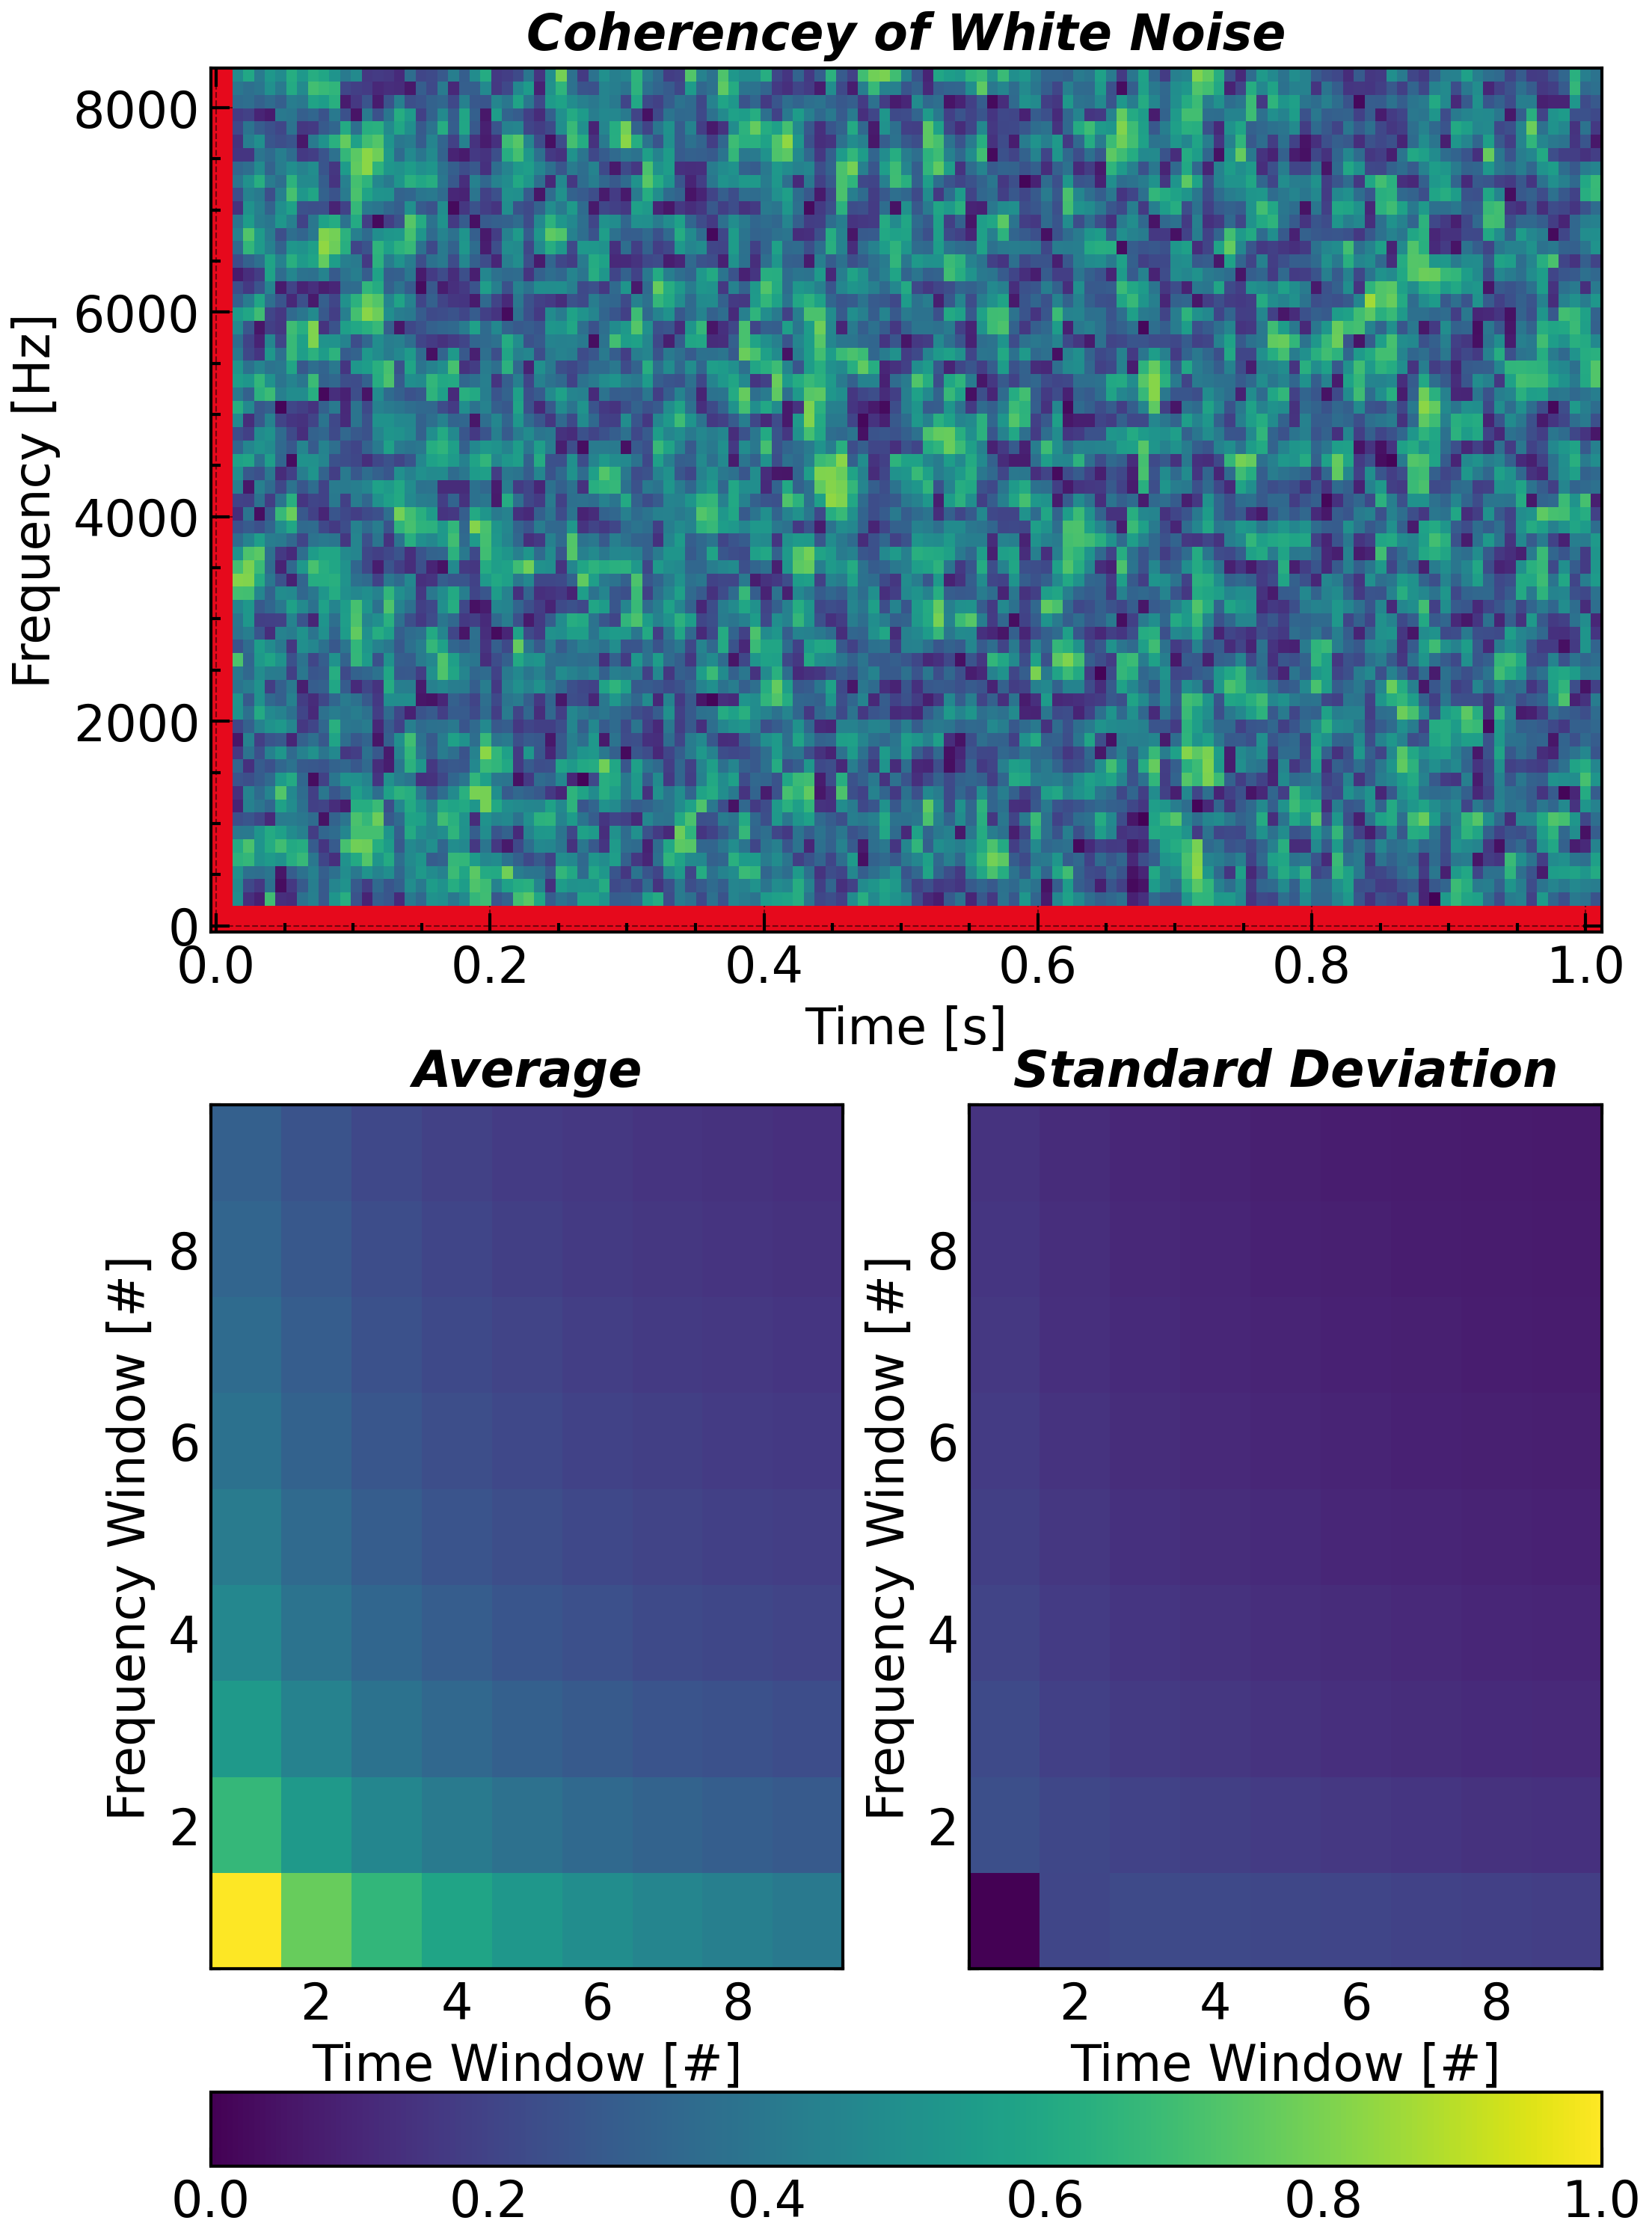 Coherencey of White Noise
Frequency [Hz]
8000
6000
4000
2000
0
0.0 0.2 0.4 0.6 0.8 1.0
Time [s]
Average
Frequency Window [#]
8
6
4
2
2 4 6 8
Time Window [#]
Standard Deviation
Frequency Window [#]
8
6
4
2
2 4 6 8
Time Window [#]
0.0 0.2 0.4 0.6 0.8 1.0